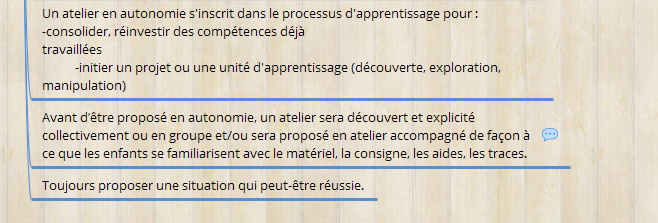 Un atelier en autonomie s'inscrit dans le processus d'apprentissage pour :
-consolider, réinvestir des compétences déjà
travaillées
-initier un projet ou une unité d'apprentissage (découverte, exploration,
manipulation)
Avant d'être proposé en autonomie, un atelier sera découvert et explicité
collectivement ou en groupe et/ou sera proposé en atelier accompagné de façon à
ce que les enfants se familiarisent avec le matériel, la consigne, les aides, les traces.
Toujours proposer une situation qui peut-être réussie.